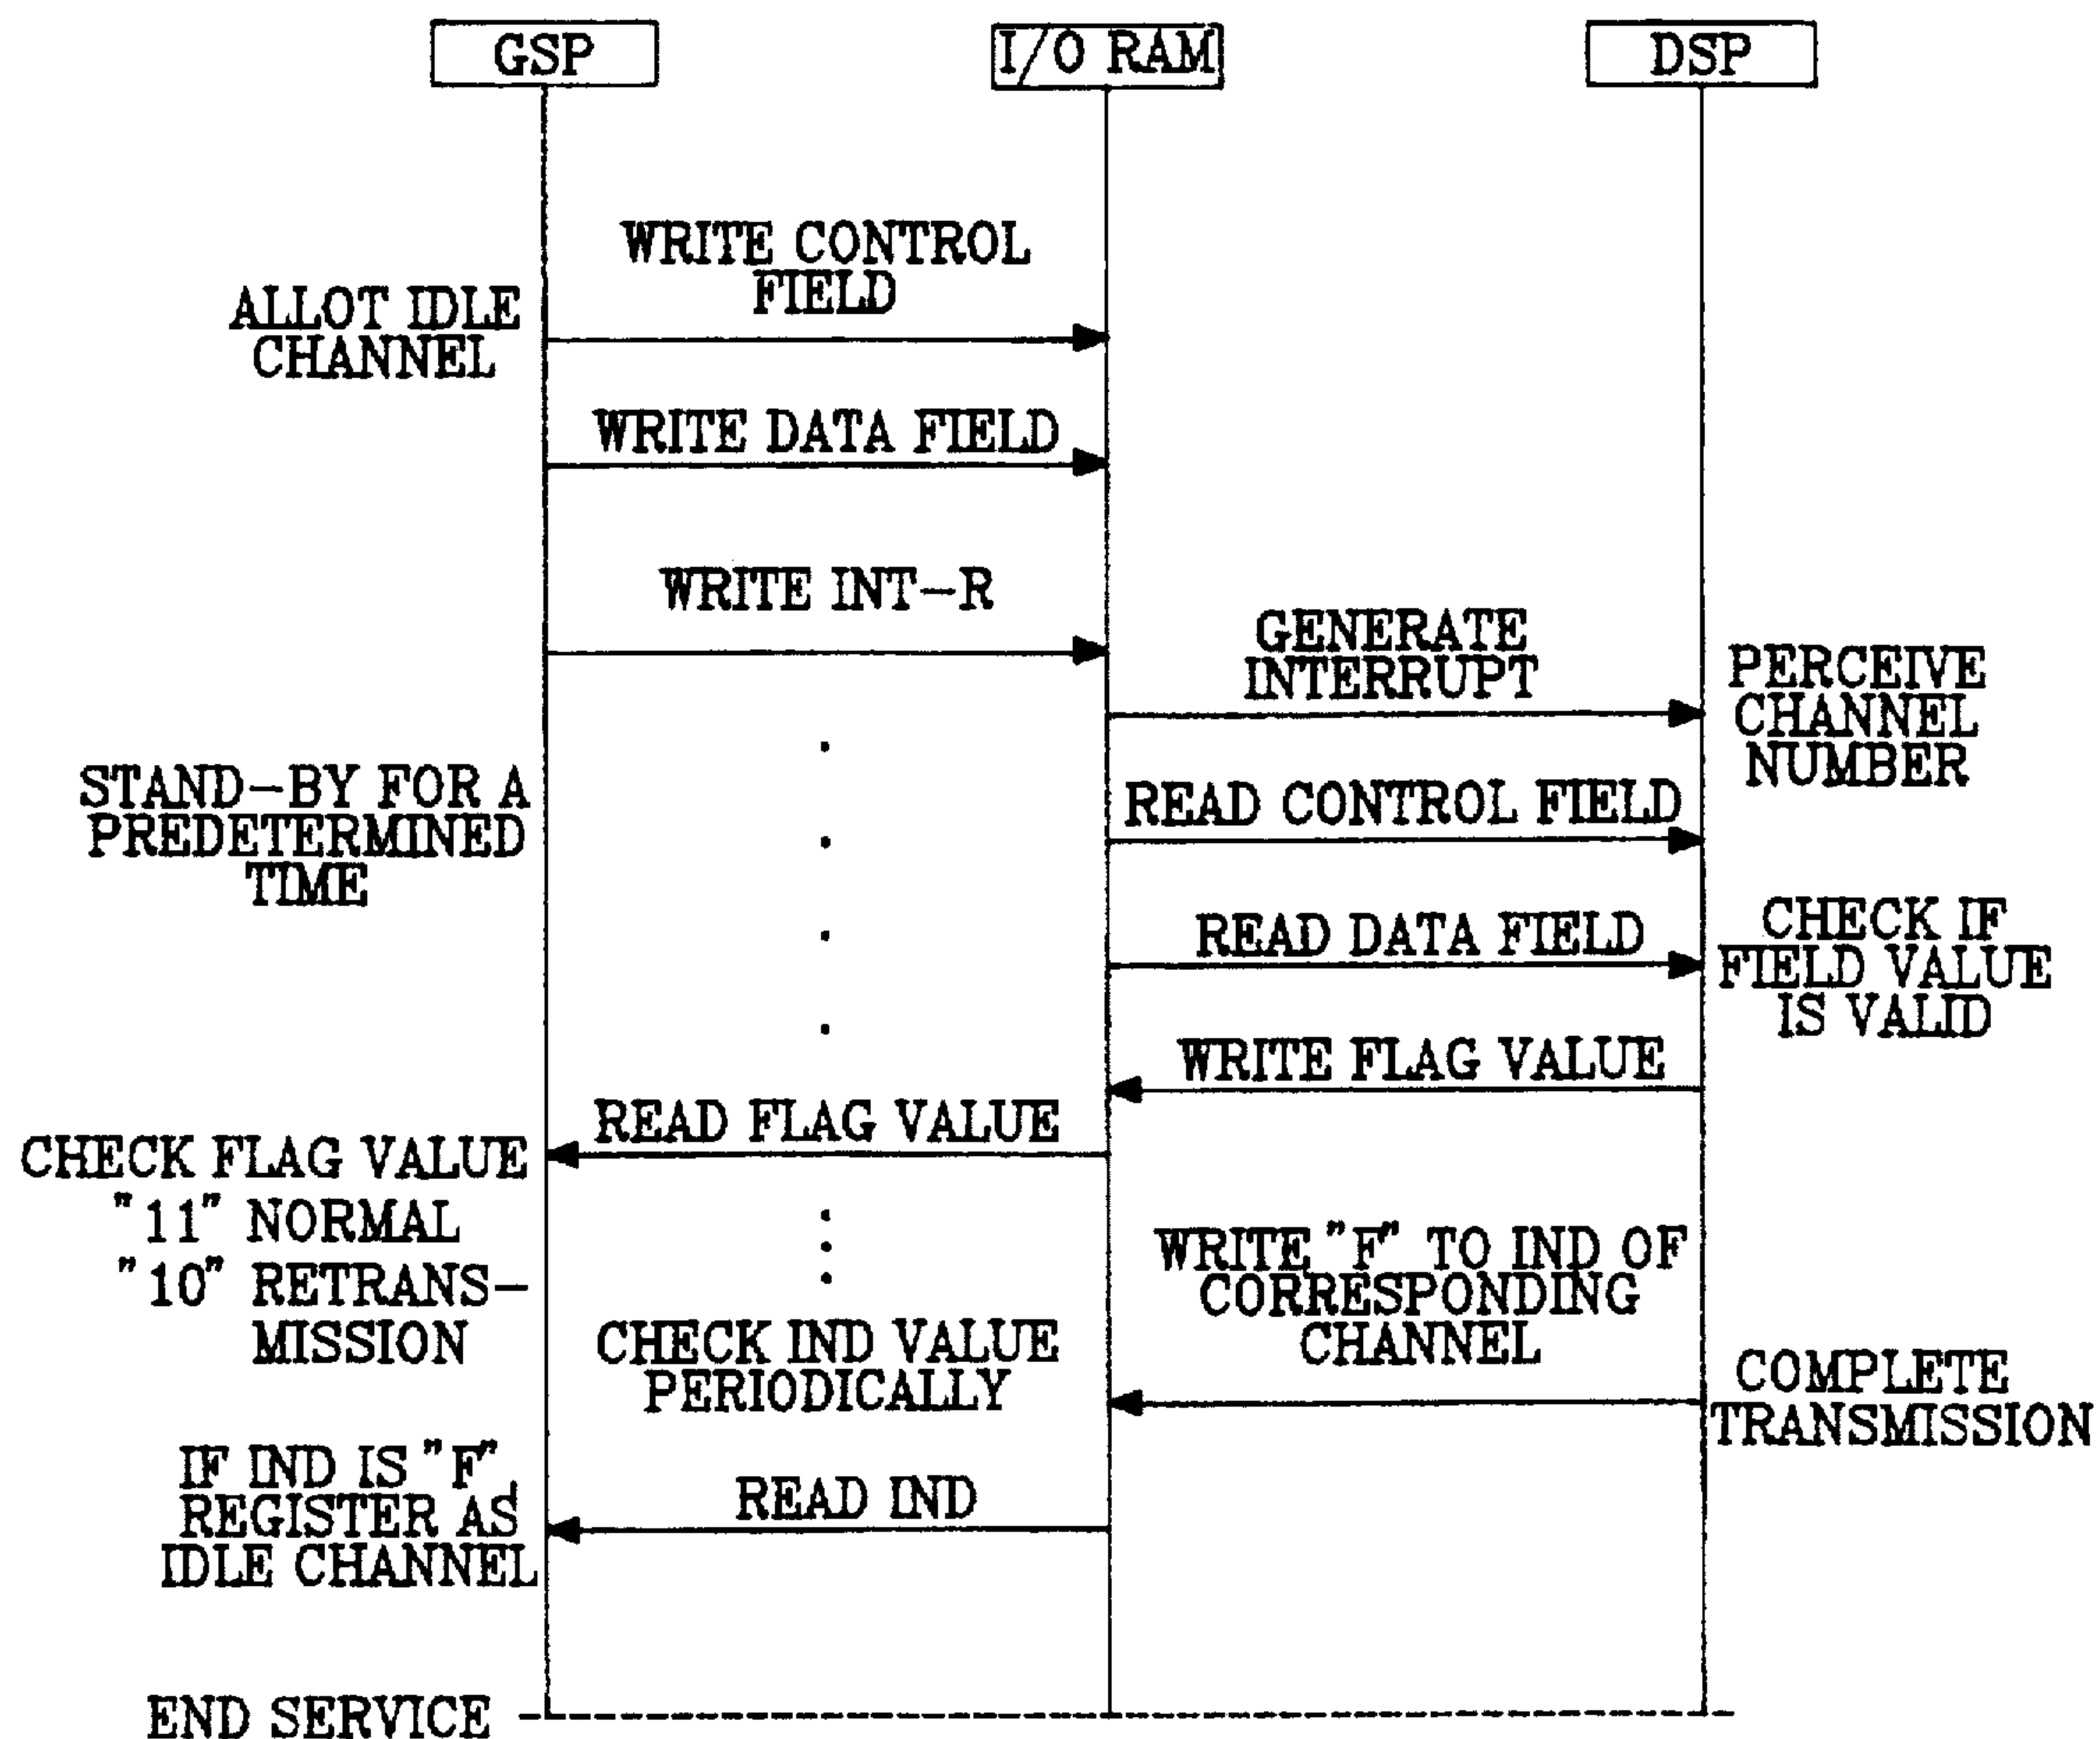 GSP
I/O RAM
DSP
WRITE CONTROL
FIELD
ALLOT IDLE
CHANNEL
WRITE DATA FIELD
WRITE INT-R
GENERATE
INTERRUPT
PERCEIVE
CHANNEL
NUMBER
STAND-BY FOR A
PREDETERMINED
TIME
READ CONTROL FIELD
READ DATA FIELD
CHECK IF
FIELD VALUE
IS VALID
WRITE FLAG VALUE
READ FLAG VALUE
CHECK FLAG VALUE
"11" NORMAL
"10" RETRANS-
MISSION
WRITE "F" TO IND OF
CORRESPONDING
CHANNEL
CHECK IND VALUE
PERIODICALLY
COMPLETE
TRANSMISSION
IF IND IS "F",
REGISTER AS
IDLE CHANNEL
READ IND
END SERVICE